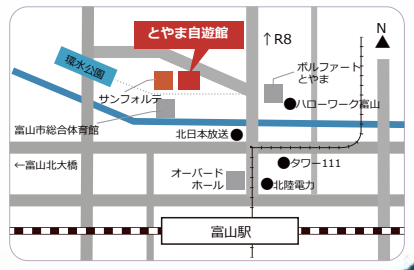 とやま自遊館
↑R8
N
環水公園
ボルファート
とやま
サンフォルテ
ハローワーク富山
富山市総合体育館
北日本放送
←富山北大橋
タワー111
オーバード
ホール
北陸電力
富山駅